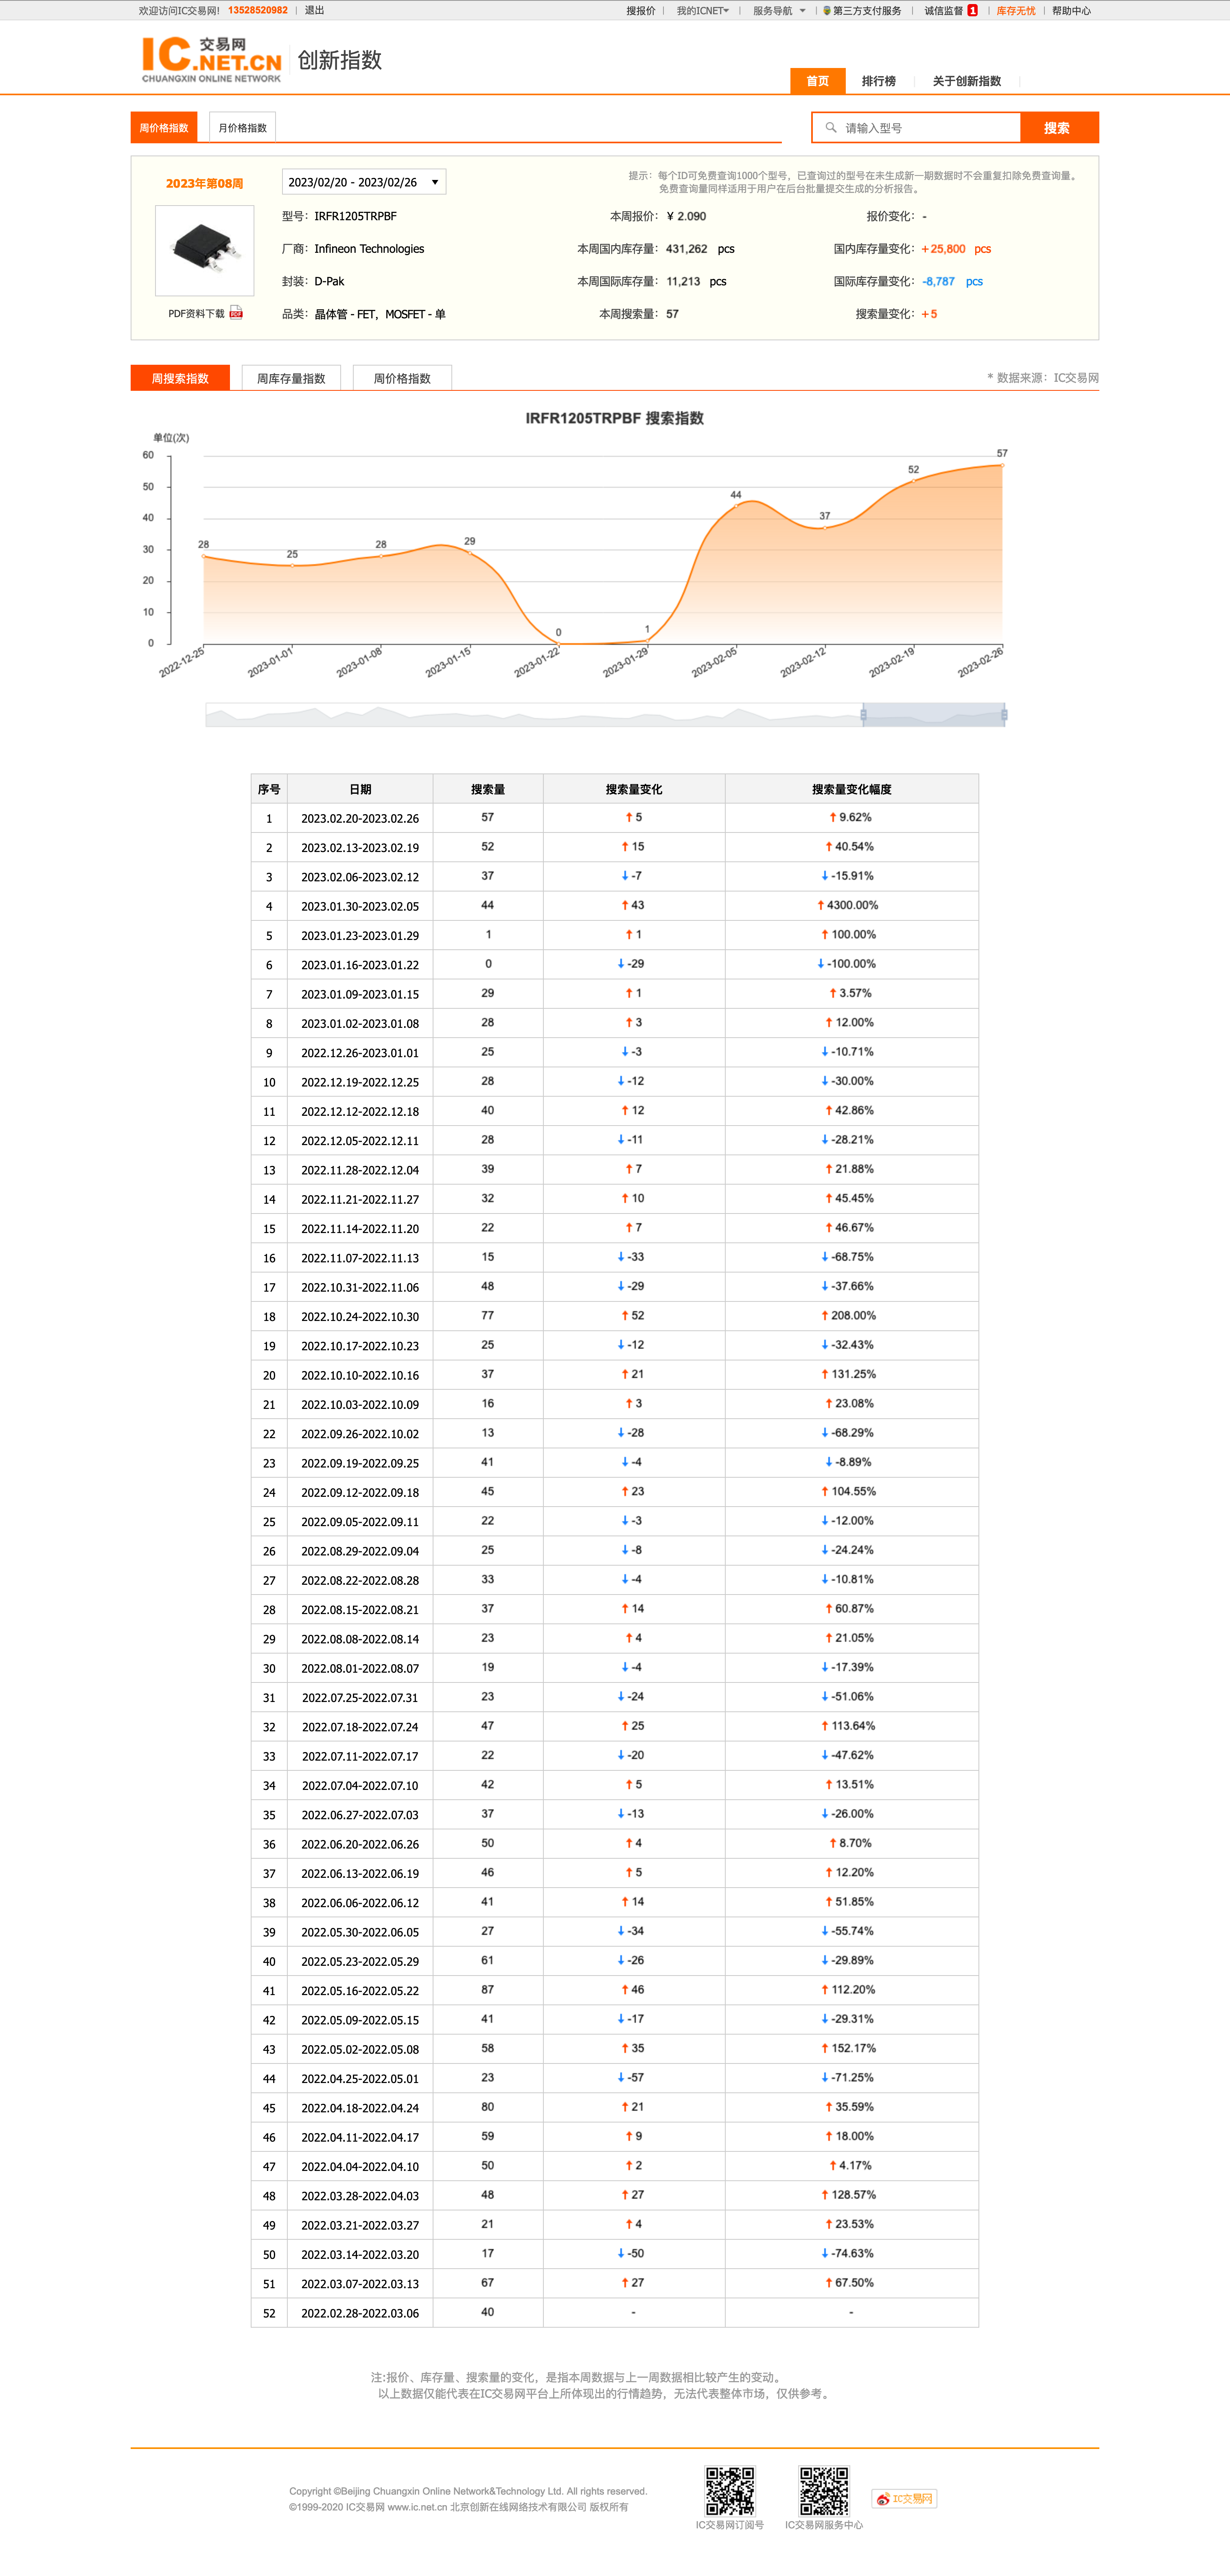 欢迎访问IC交易网! 13528520982 | 退出 搜报价 | 我的ICNET | 服务导航 | 第三方支付服务 | 诚信监督 1 | 库存无忧 | 帮助中心
IC交易网.NET.CN 创新指数
CHUANGXIN ONLINE NETWORK
首页 排行榜 关于创新指数
周价格指数 月价格指数 请输入型号 搜索
2023年第08周 2023/02/20 - 2023/02/26
提示：每个ID可免费查询1000个型号，已查询过的型号在未生成新一期数据时不会重复扣除免费查询量。
免费查询量同样适用于用户在后台批量提交生成的分析报告。
型号：IRFR1205TRPBF 本周报价：¥ 2.090 报价变化：-
厂商：Infineon Technologies 本周国内库存量：431,262 pcs 国内库存量变化：+25,800 pcs
封装：D-Pak 本周国际库存量：11,213 pcs 国际库存量变化：-8,787 pcs
PDF资料下载 品类：晶体管 - FET，MOSFET - 单 本周搜索量：57 搜索量变化：+5
周搜索指数 周库存量指数 周价格指数 * 数据来源：IC交易网
IRFR1205TRPBF 搜索指数
单位(次)
60
50
40
30
20
10
0
28 25 28 29 0 1 44 37 52 57
2022-12-25 2023-01-01 2023-01-08 2023-01-15 2023-01-22 2023-01-29 2023-02-05 2023-02-12 2023-02-19 2023-02-26
序号 日期 搜索量 搜索量变化 搜索量变化幅度
1 2023.02.20-2023.02.26 57 ↑ 5 ↑ 9.62%
2 2023.02.13-2023.02.19 52 ↑ 15 ↑ 40.54%
3 2023.02.06-2023.02.12 37 ↓ -7 ↓ -15.91%
4 2023.01.30-2023.02.05 44 ↑ 43 ↑ 4300.00%
5 2023.01.23-2023.01.29 1 ↑ 1 ↑ 100.00%
6 2023.01.16-2023.01.22 0 ↓ -29 ↓ -100.00%
7 2023.01.09-2023.01.15 29 ↑ 1 ↑ 3.57%
8 2023.01.02-2023.01.08 28 ↑ 3 ↑ 12.00%
9 2022.12.26-2023.01.01 25 ↓ -3 ↓ -10.71%
10 2022.12.19-2022.12.25 28 ↓ -12 ↓ -30.00%
11 2022.12.12-2022.12.18 40 ↑ 12 ↑ 42.86%
12 2022.12.05-2022.12.11 28 ↓ -11 ↓ -28.21%
13 2022.11.28-2022.12.04 39 ↑ 7 ↑ 21.88%
14 2022.11.21-2022.11.27 32 ↑ 10 ↑ 45.45%
15 2022.11.14-2022.11.20 22 ↑ 7 ↑ 46.67%
16 2022.11.07-2022.11.13 15 ↓ -33 ↓ -68.75%
17 2022.10.31-2022.11.06 48 ↓ -29 ↓ -37.66%
18 2022.10.24-2022.10.30 77 ↑ 52 ↑ 208.00%
19 2022.10.17-2022.10.23 25 ↓ -12 ↓ -32.43%
20 2022.10.10-2022.10.16 37 ↑ 21 ↑ 131.25%
21 2022.10.03-2022.10.09 16 ↑ 3 ↑ 23.08%
22 2022.09.26-2022.10.02 13 ↓ -28 ↓ -68.29%
23 2022.09.19-2022.09.25 41 ↓ -4 ↓ -8.89%
24 2022.09.12-2022.09.18 45 ↑ 23 ↑ 104.55%
25 2022.09.05-2022.09.11 22 ↓ -3 ↓ -12.00%
26 2022.08.29-2022.09.04 25 ↓ -8 ↓ -24.24%
27 2022.08.22-2022.08.28 33 ↓ -4 ↓ -10.81%
28 2022.08.15-2022.08.21 37 ↑ 14 ↑ 60.87%
29 2022.08.08-2022.08.14 23 ↑ 4 ↑ 21.05%
30 2022.08.01-2022.08.07 19 ↓ -4 ↓ -17.39%
31 2022.07.25-2022.07.31 23 ↓ -24 ↓ -51.06%
32 2022.07.18-2022.07.24 47 ↑ 25 ↑ 113.64%
33 2022.07.11-2022.07.17 22 ↓ -20 ↓ -47.62%
34 2022.07.04-2022.07.10 42 ↑ 5 ↑ 13.51%
35 2022.06.27-2022.07.03 37 ↓ -13 ↓ -26.00%
36 2022.06.20-2022.06.26 50 ↑ 4 ↑ 8.70%
37 2022.06.13-2022.06.19 46 ↑ 5 ↑ 12.20%
38 2022.06.06-2022.06.12 41 ↑ 14 ↑ 51.85%
39 2022.05.30-2022.06.05 27 ↓ -34 ↓ -55.74%
40 2022.05.23-2022.05.29 61 ↓ -26 ↓ -29.89%
41 2022.05.16-2022.05.22 87 ↑ 46 ↑ 112.20%
42 2022.05.09-2022.05.15 41 ↓ -17 ↓ -29.31%
43 2022.05.02-2022.05.08 58 ↑ 35 ↑ 152.17%
44 2022.04.25-2022.05.01 23 ↓ -57 ↓ -71.25%
45 2022.04.18-2022.04.24 80 ↑ 21 ↑ 35.59%
46 2022.04.11-2022.04.17 59 ↑ 9 ↑ 18.00%
47 2022.04.04-2022.04.10 50 ↑ 2 ↑ 4.17%
48 2022.03.28-2022.04.03 48 ↑ 27 ↑ 128.57%
49 2022.03.21-2022.03.27 21 ↑ 4 ↑ 23.53%
50 2022.03.14-2022.03.20 17 ↓ -50 ↓ -74.63%
51 2022.03.07-2022.03.13 67 ↑ 27 ↑ 67.50%
52 2022.02.28-2022.03.06 40 - -
注:报价、库存量、搜索量的变化，是指本周数据与上一周数据相比较产生的变动。
以上数据仅能代表在IC交易网平台上所体现出的行情趋势，无法代表整体市场，仅供参考。
Copyright ©Beijing Chuangxin Online Network&Technology Ltd. All rights reserved.
©1999-2020 IC交易网 www.ic.net.cn 北京创新在线网络技术有限公司 版权所有
IC交易网
IC交易网订阅号 IC交易网服务中心